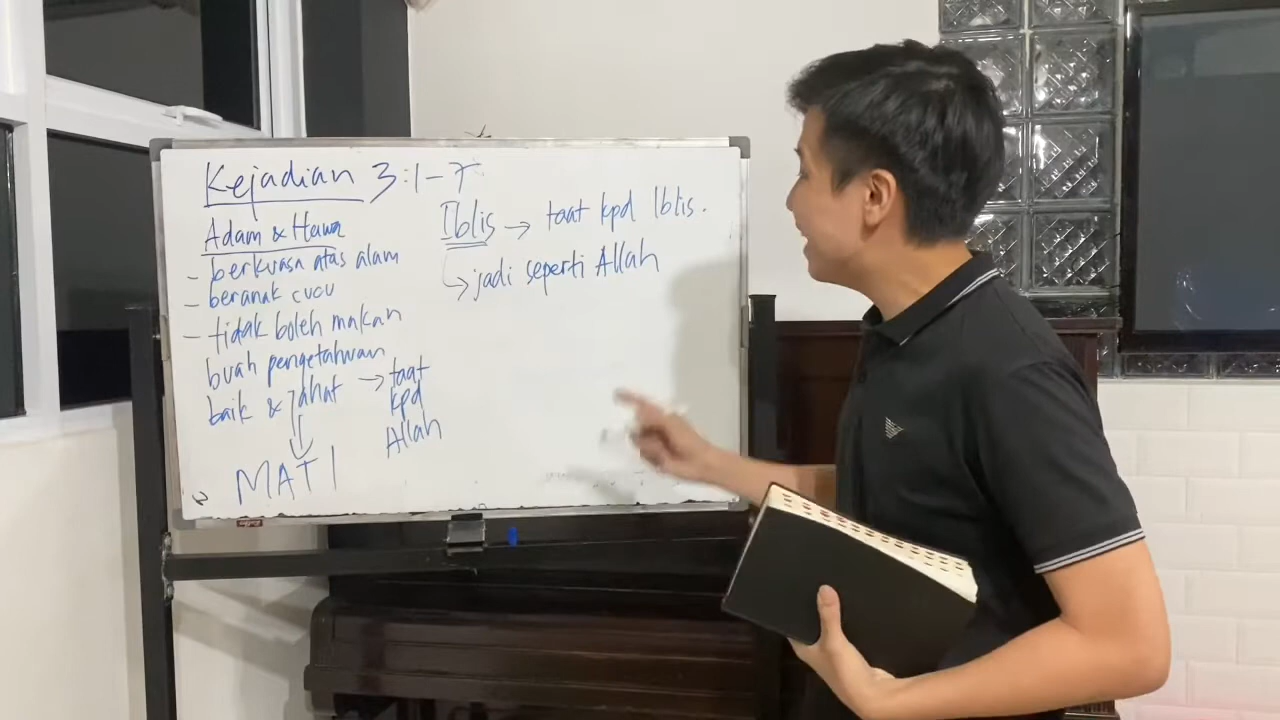 Kejadian 3:1-7
Adam & Hawa
- berkuasa atas alam
- beranak cucu
- tidak boleh makan
buah pengetahuan
baik & jahat → taat
kpd
Allah
MATI
Iblis → taat kpd Iblis.
↳ jadi seperti Allah